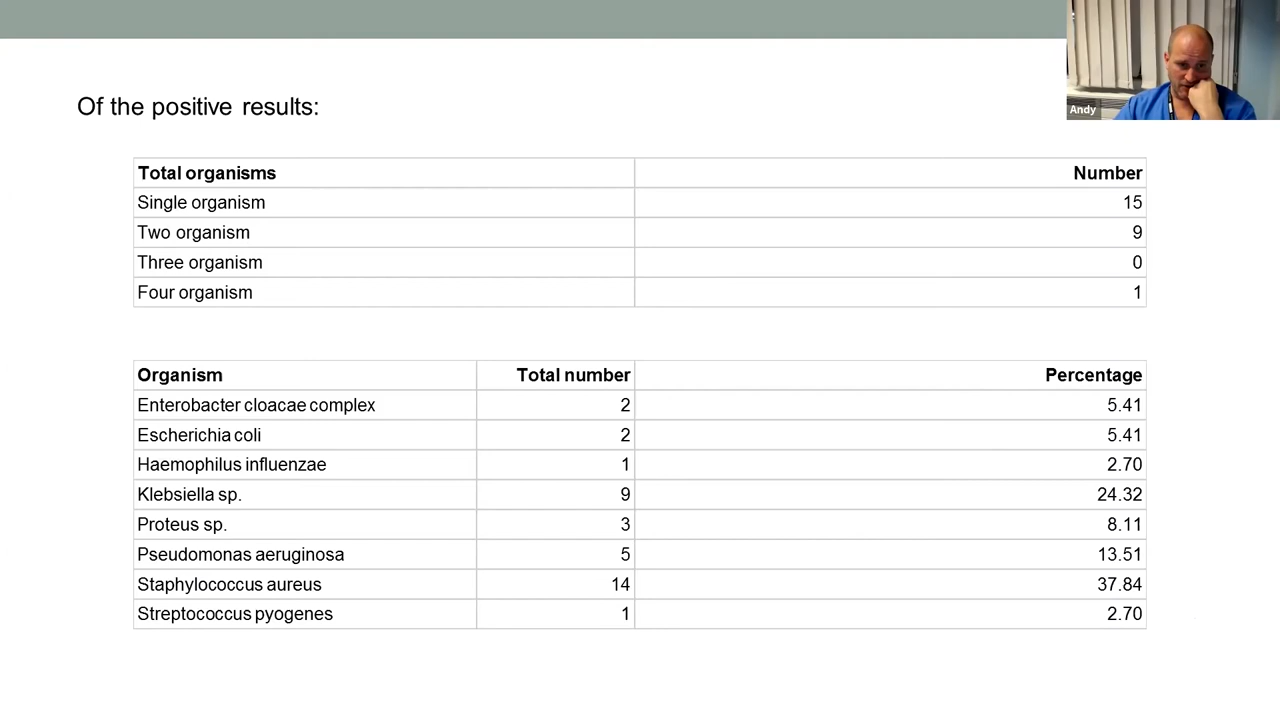 Andy
Of the positive results:
Total organisms Number
Single organism 15
Two organism 9
Three organism 0
Four organism 1
Organism Total number Percentage
Enterobacter cloacae complex 2 5.41
Escherichia coli 2 5.41
Haemophilus influenzae 1 2.70
Klebsiella sp. 9 24.32
Proteus sp. 3 8.11
Pseudomonas aeruginosa 5 13.51
Staphylococcus aureus 14 37.84
Streptococcus pyogenes 1 2.70